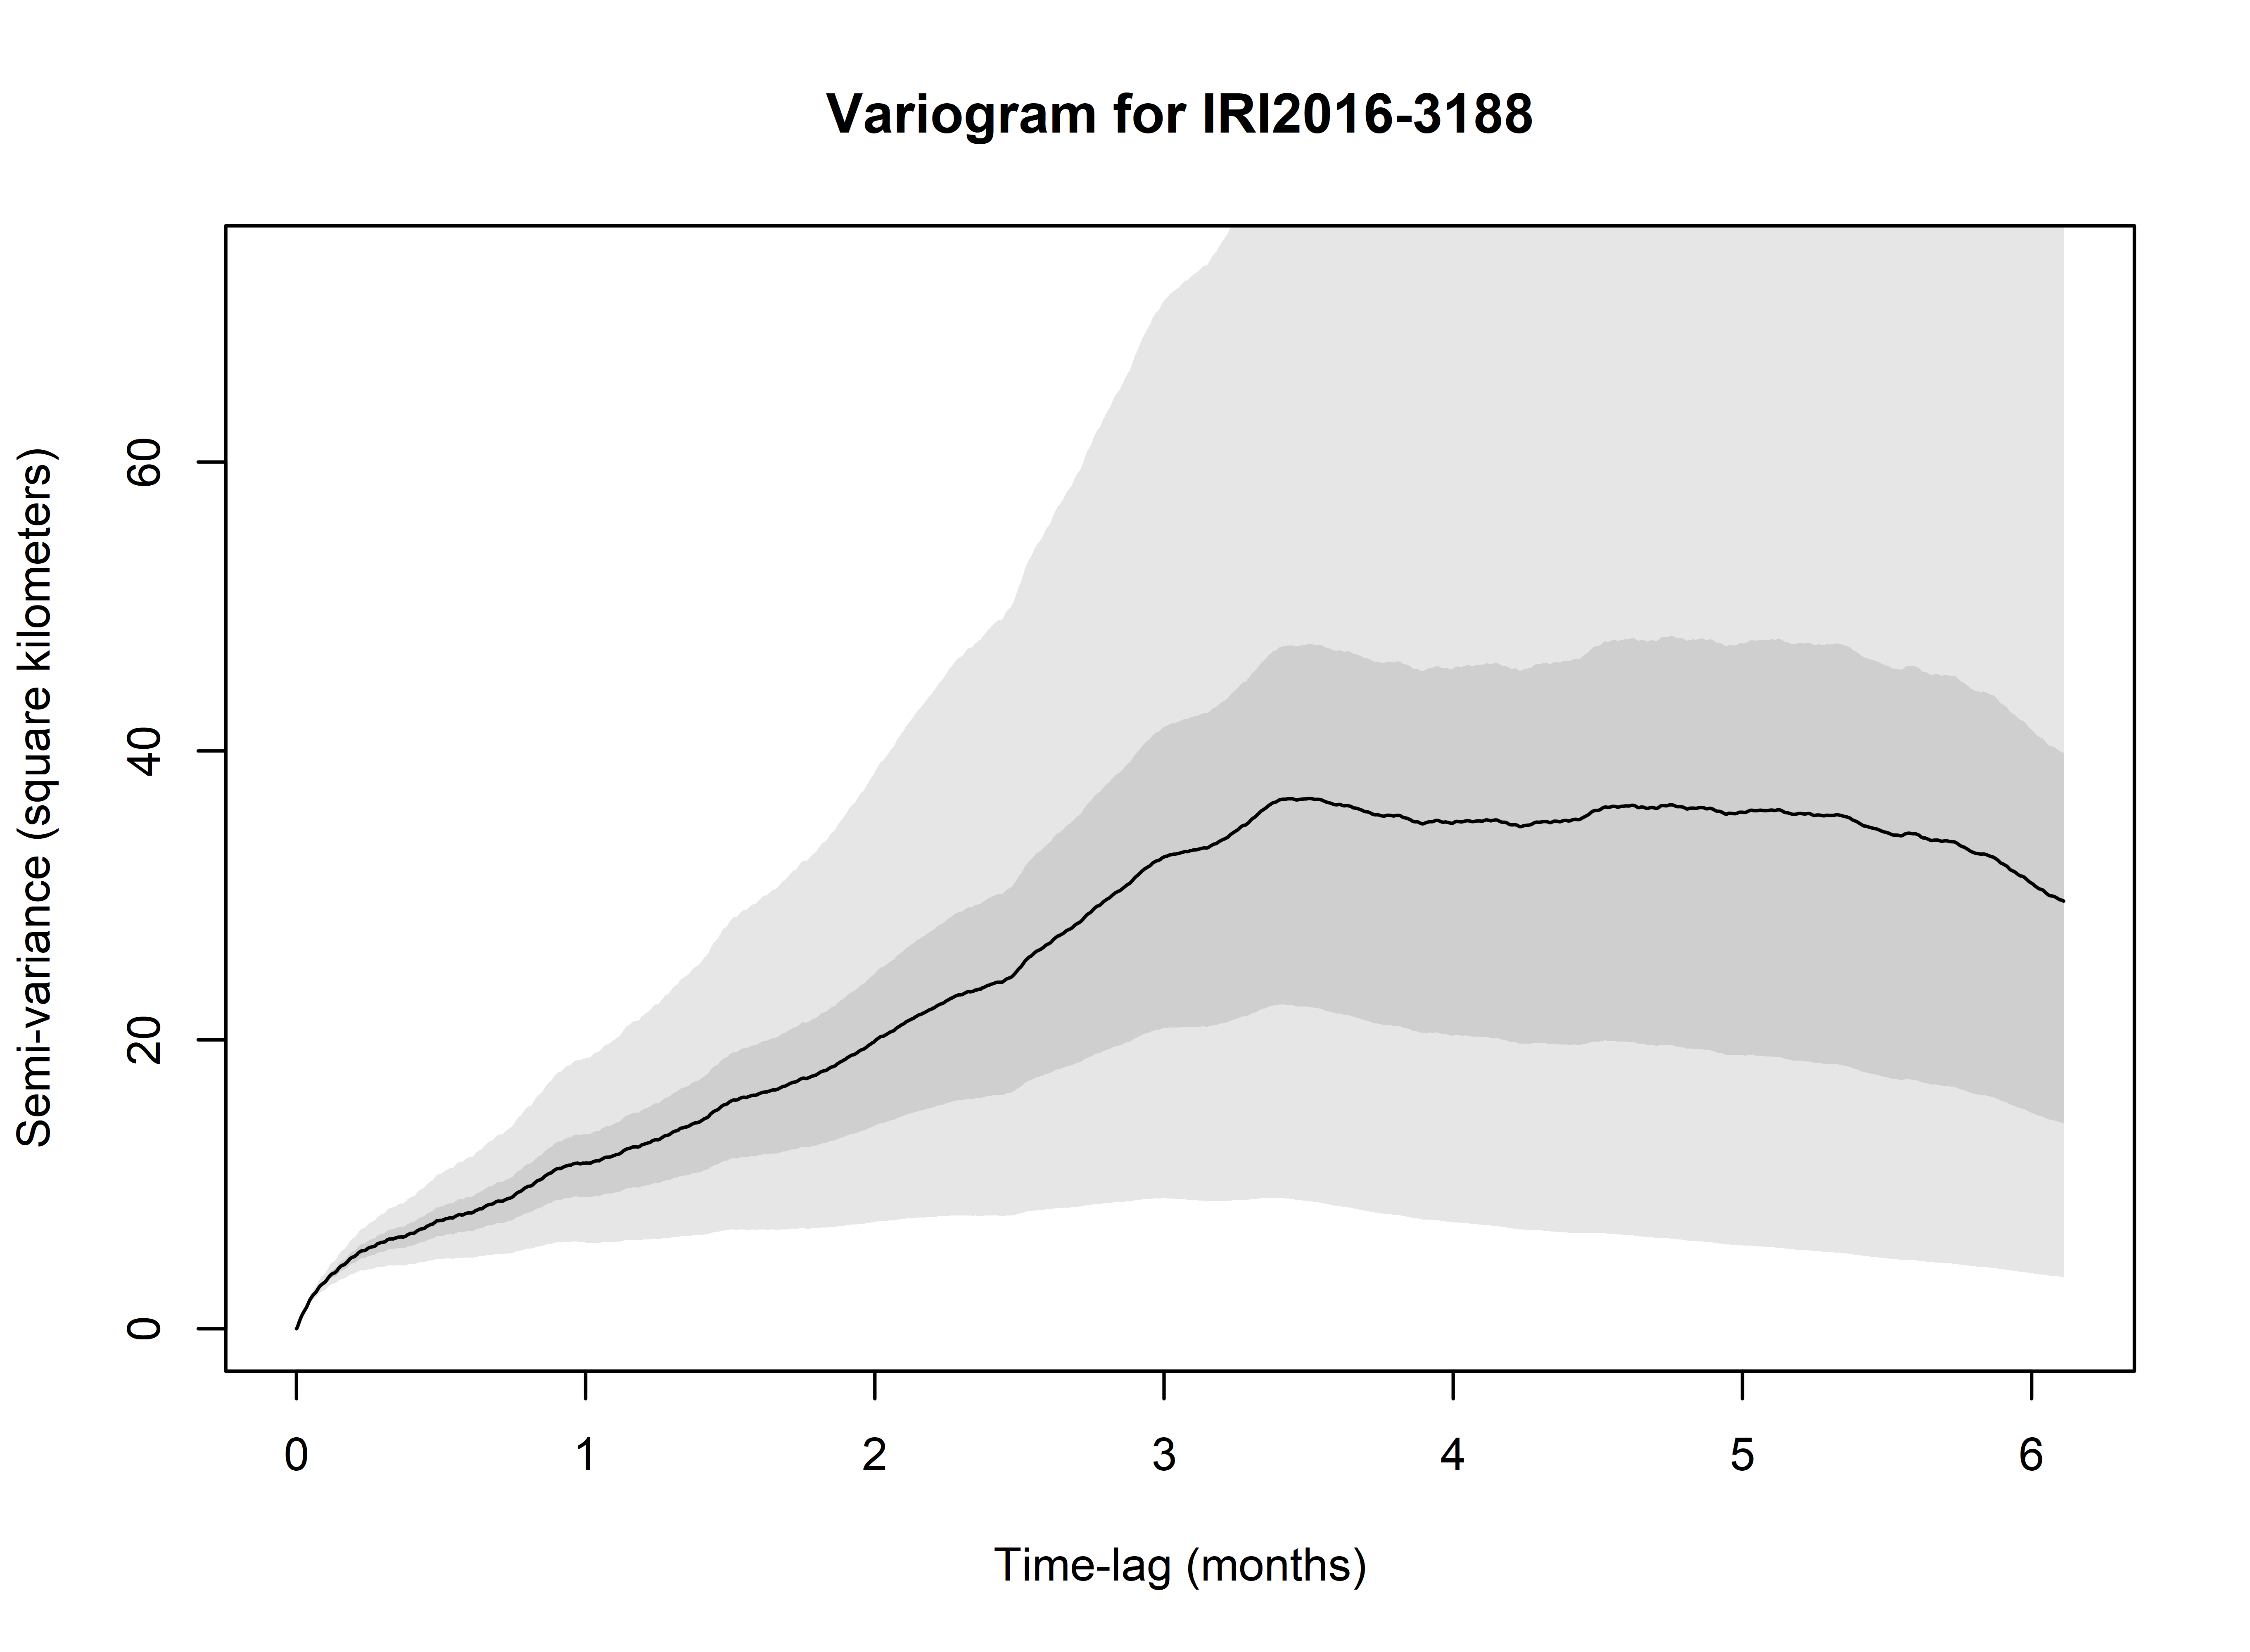 Variogram for IRI2016-3188
Semi-variance (square kilometers)
60
40
20
0
0 1 2 3 4 5 6
Time-lag (months)